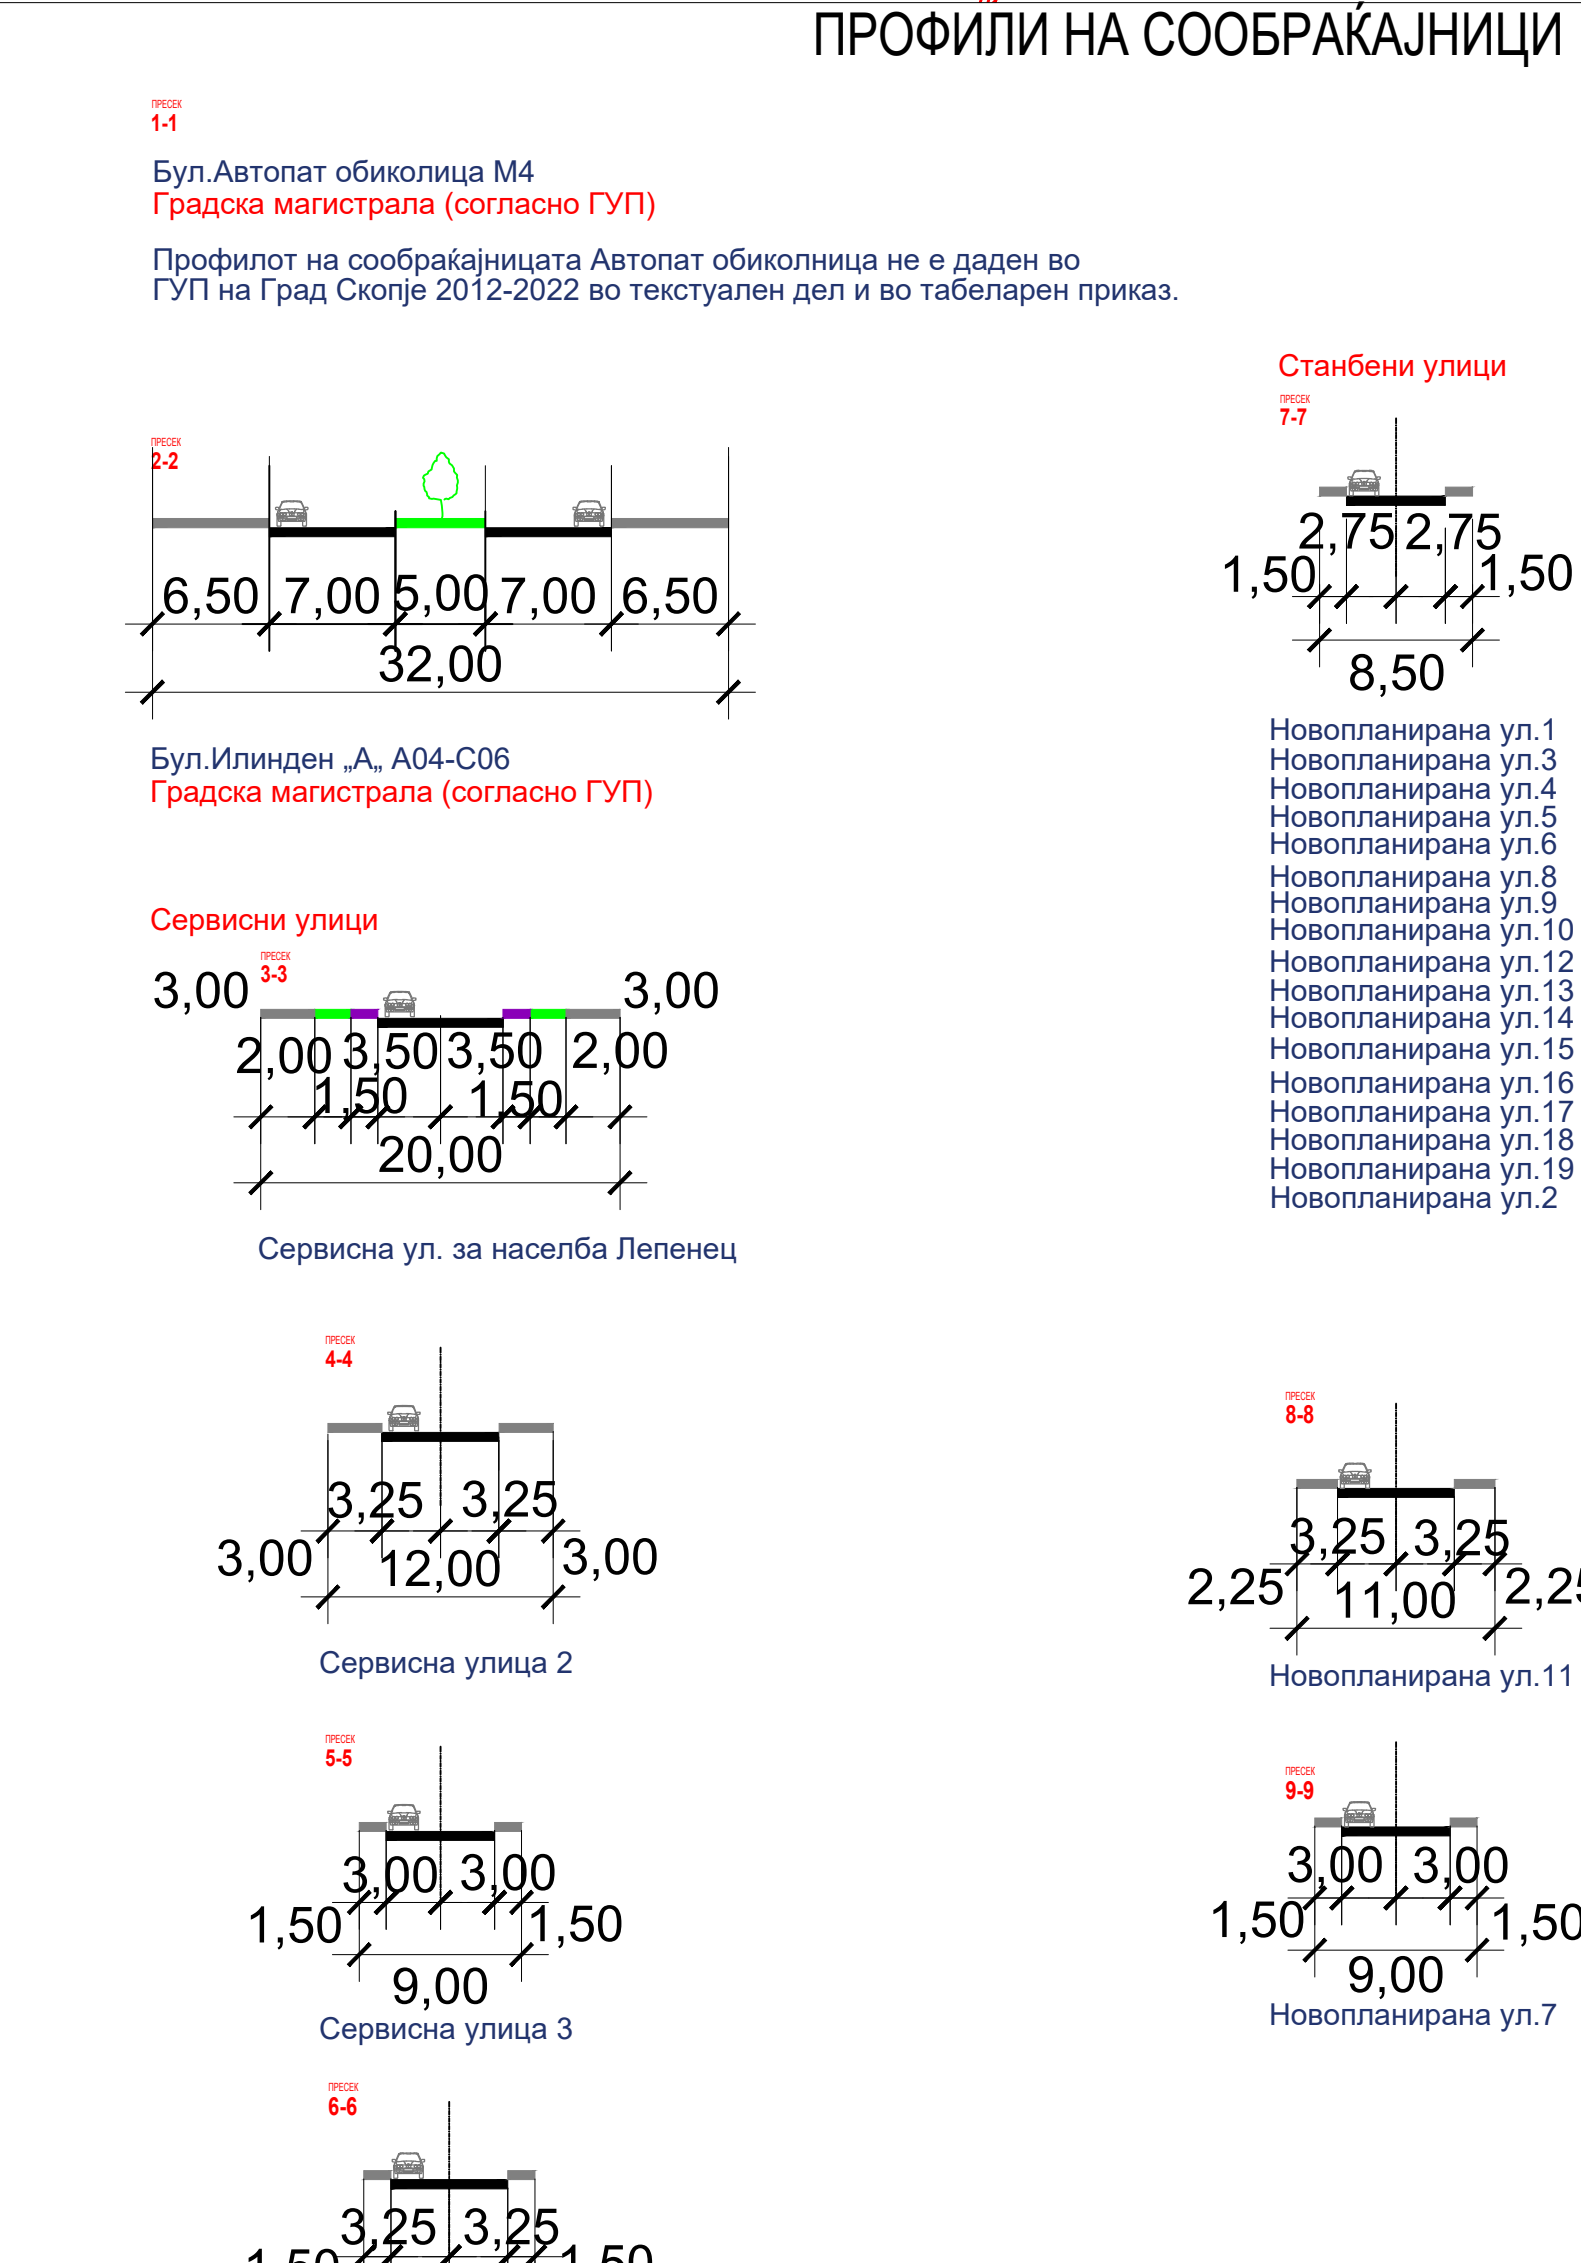 ПРОФИЛИ НА СООБРАЌАЈНИЦИ
ПРЕСЕК
1-1
Бул.Автопат обиколица М4
Градска магистрала (согласно ГУП)
Профилот на сообраќајницата Автопат обиколница не е даден во
ГУП на Град Скопје 2012-2022 во текстуален дел и во табеларен приказ.
ПРЕСЕК
2-2
6,50 7,00 5,00 7,00 6,50
32,00
Бул.Илинден „А„ А04-С06
Градска магистрала (согласно ГУП)
Сервисни улици
ПРЕСЕК
3-3
3,00 3,00
2,00 3,50 3,50 2,00
1,50 1,50
20,00
Сервисна ул. за населба Лепенец
ПРЕСЕК
4-4
3,25 3,25
3,00 12,00 3,00
Сервисна улица 2
ПРЕСЕК
5-5
3,00 3,00
1,50 1,50
9,00
Сервисна улица 3
ПРЕСЕК
6-6
3,25 3,25
1,50 1,50
Станбени улици
ПРЕСЕК
7-7
2,75 2,75
1,50 1,50
8,50
Новопланирана ул.1
Новопланирана ул.3
Новопланирана ул.4
Новопланирана ул.5
Новопланирана ул.6
Новопланирана ул.8
Новопланирана ул.9
Новопланирана ул.10
Новопланирана ул.12
Новопланирана ул.13
Новопланирана ул.14
Новопланирана ул.15
Новопланирана ул.16
Новопланирана ул.17
Новопланирана ул.18
Новопланирана ул.19
Новопланирана ул.2
ПРЕСЕК
8-8
3,25 3,25
2,25 11,00 2,25
Новопланирана ул.11
ПРЕСЕК
9-9
3,00 3,00
1,50 1,50
9,00
Новопланирана ул.7